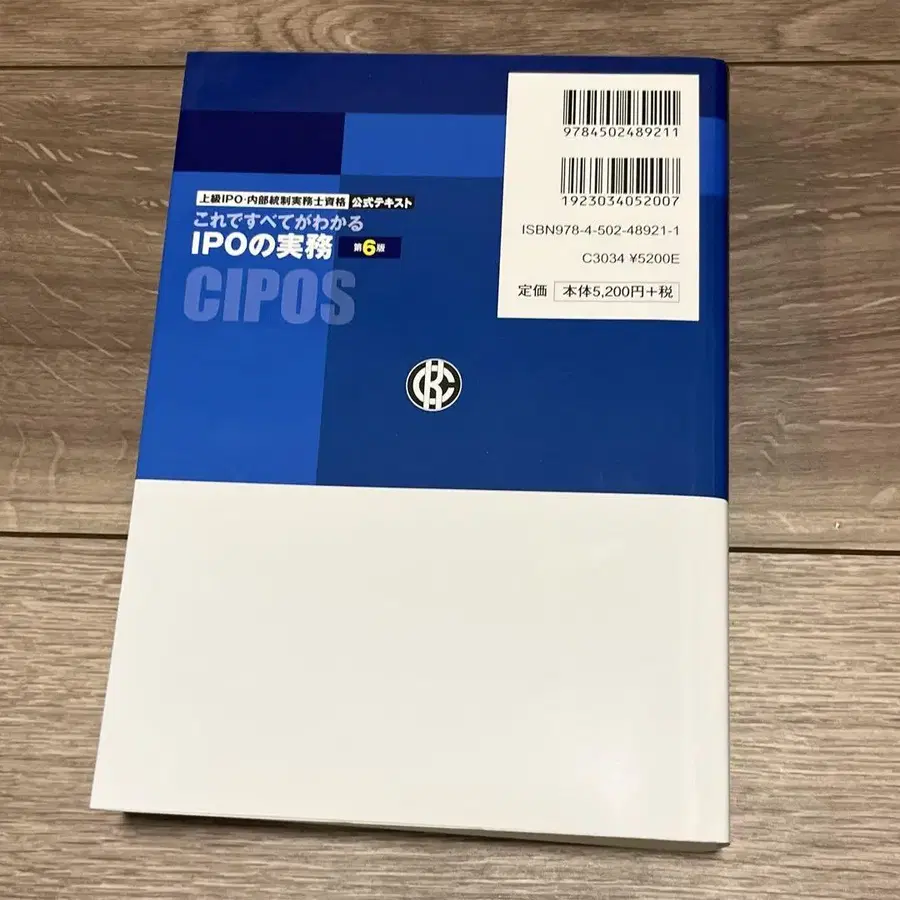 上級IPO・内部統制実務士資格 公式テキスト
これですべてがわかる
IPOの実務 第6版
CIPOS
9784502489211
1923034052007
ISBN978-4-502-48921-1
C3034 ¥5200E
定価 本体5,200円+税